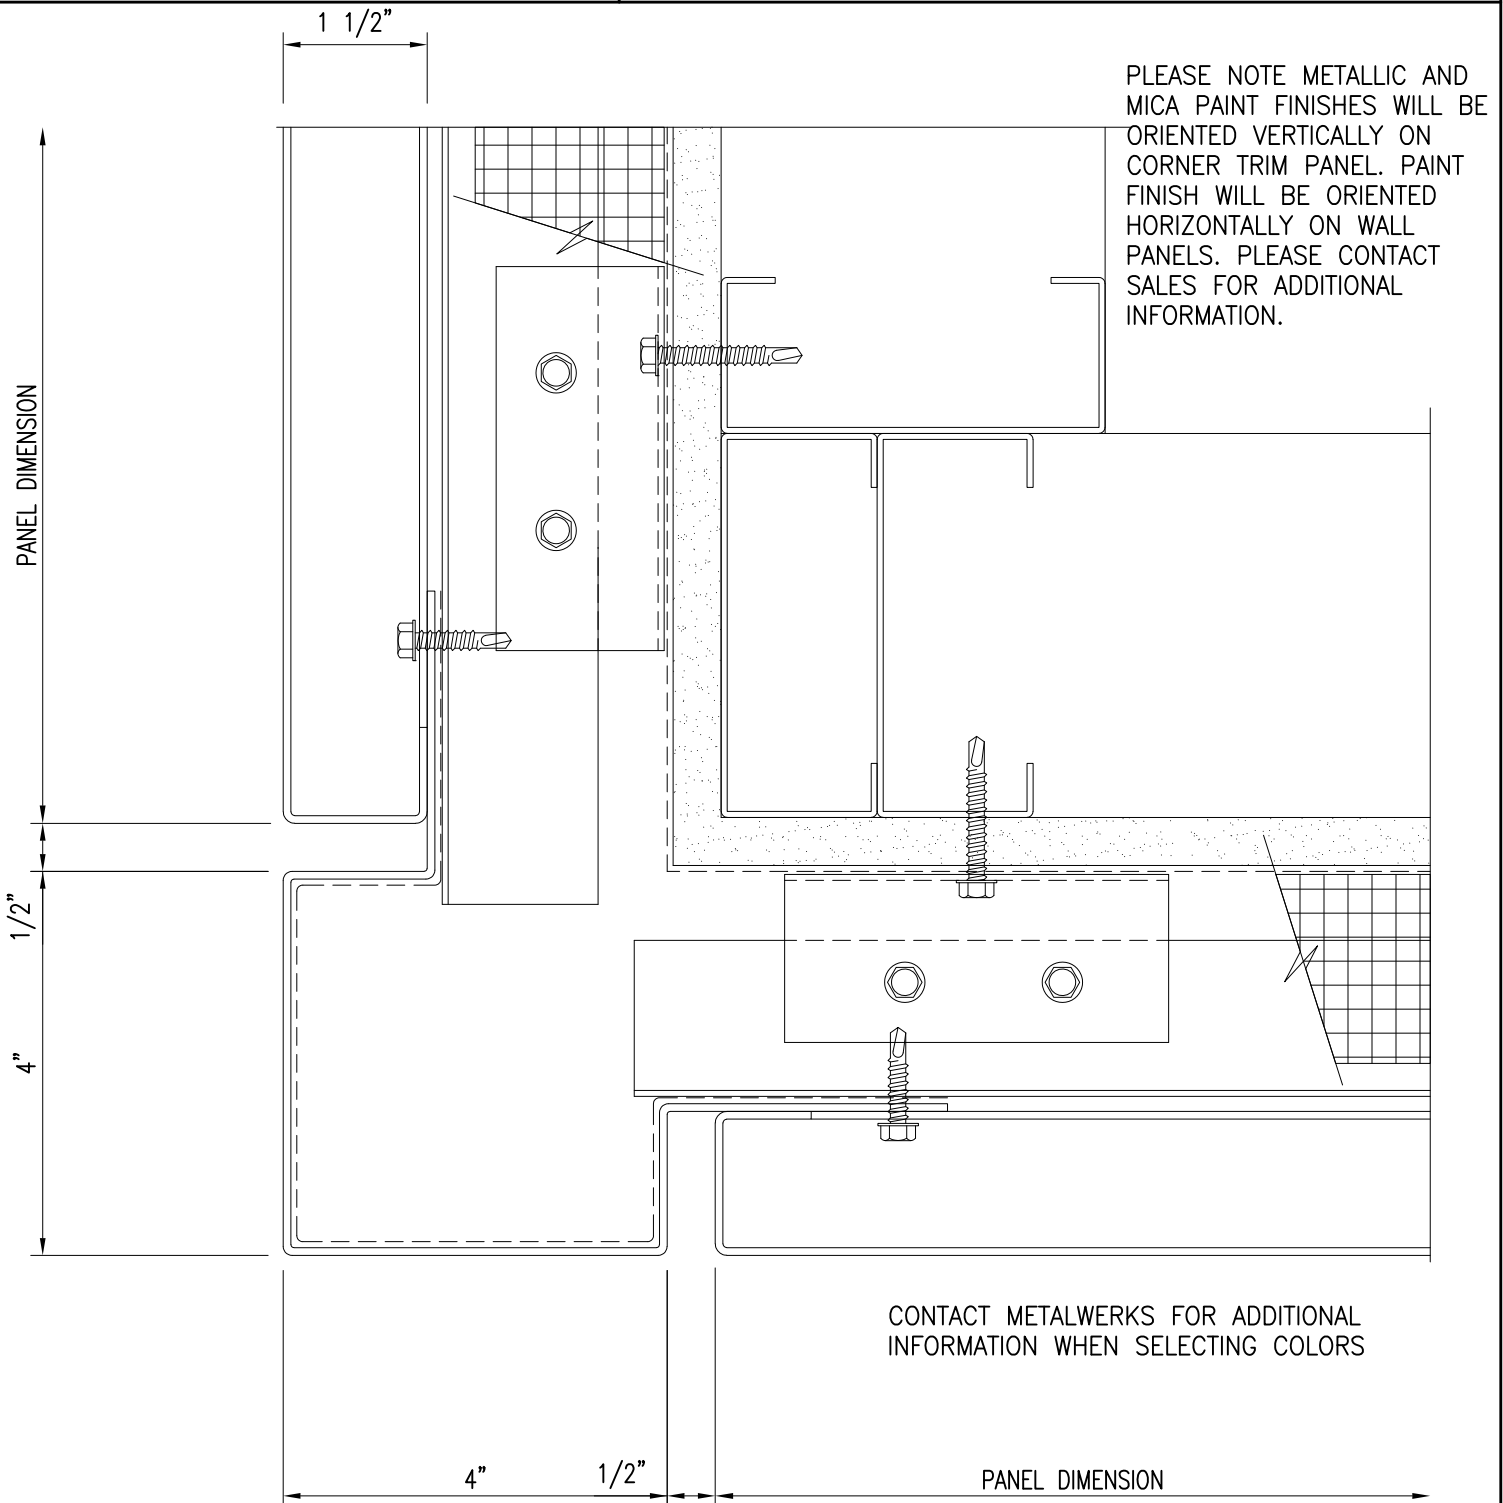 1 1/2”
PLEASE NOTE METALLIC AND
MICA PAINT FINISHES WILL BE
ORIENTED VERTICALLY ON
CORNER TRIM PANEL. PAINT
FINISH WILL BE ORIENTED
HORIZONTALLY ON WALL
PANELS. PLEASE CONTACT
SALES FOR ADDITIONAL
INFORMATION.
PANEL DIMENSION
1/2”
4”
CONTACT METALWERKS FOR ADDITIONAL
INFORMATION WHEN SELECTING COLORS
4”
1/2”
PANEL DIMENSION